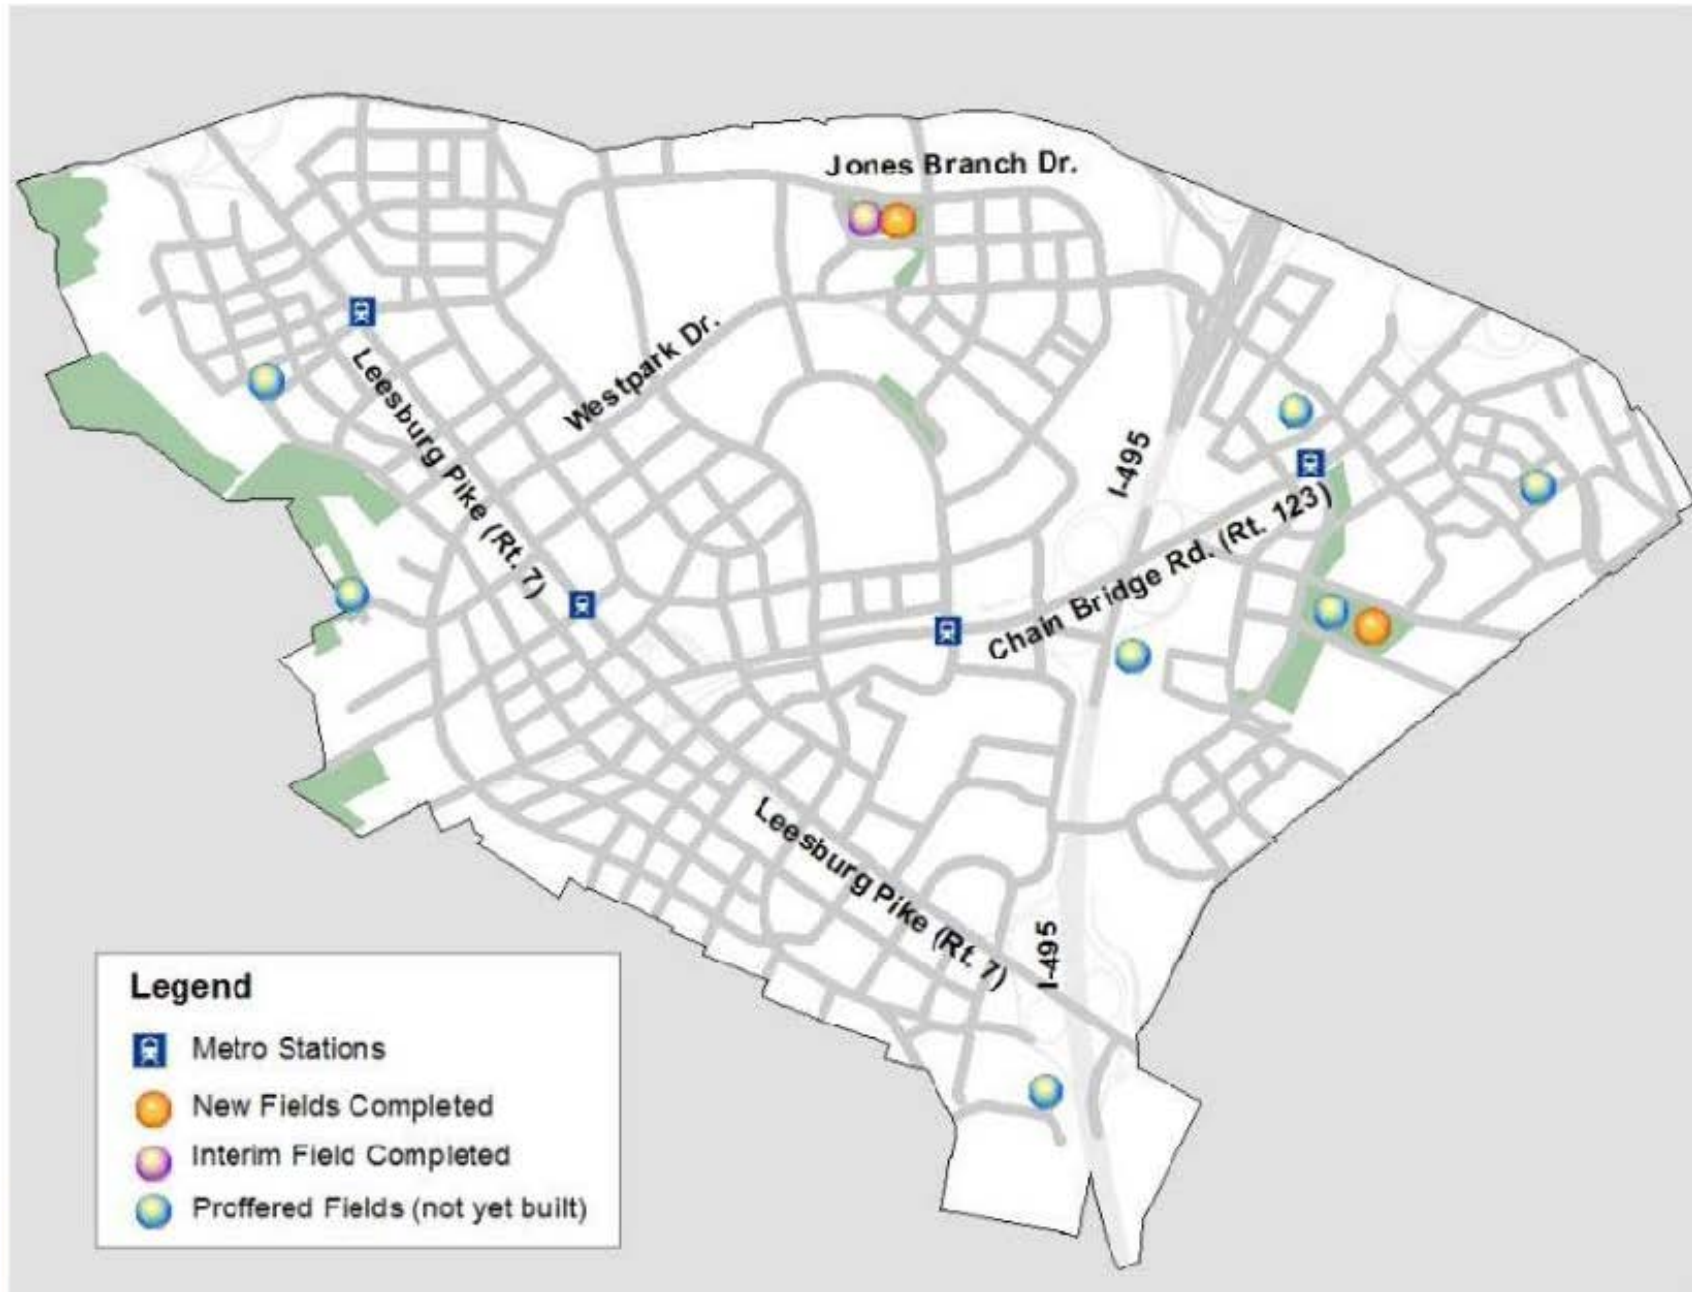 Jones Branch Dr.
Westpark Dr.
Leesburg Pike (Rt. 7)
I-495
Chain Bridge Rd. (Rt. 123)
Leesburg Pike (Rt. 7)
I-495
Legend
Metro Stations
New Fields Completed
Interim Field Completed
Proffered Fields (not yet built)